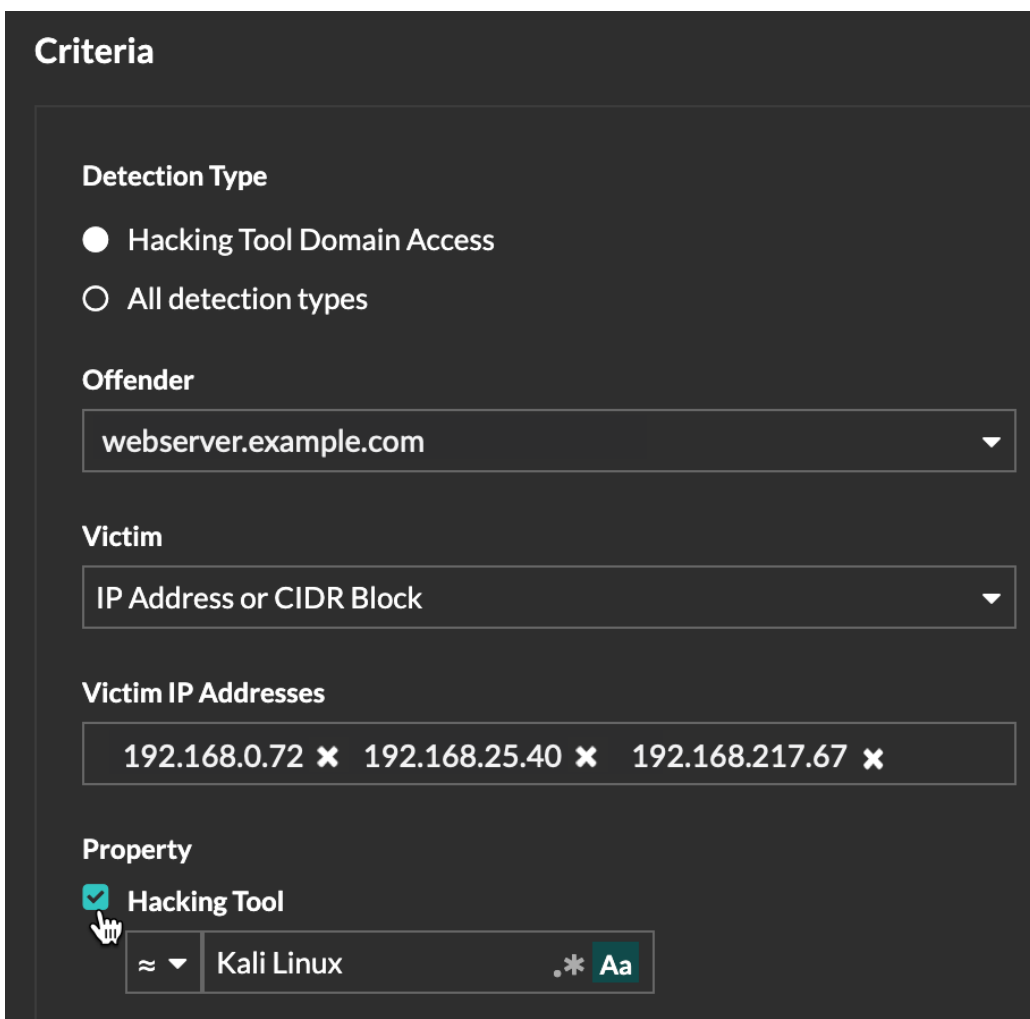 Criteria
Detection Type
Hacking Tool Domain Access
All detection types
Offender
webserver.example.com
Victim
IP Address or CIDR Block
Victim IP Addresses
192.168.0.72 ✖ 192.168.25.40 ✖ 192.168.217.67 ✖
Property
Hacking Tool
≈ Kali Linux .* Aa